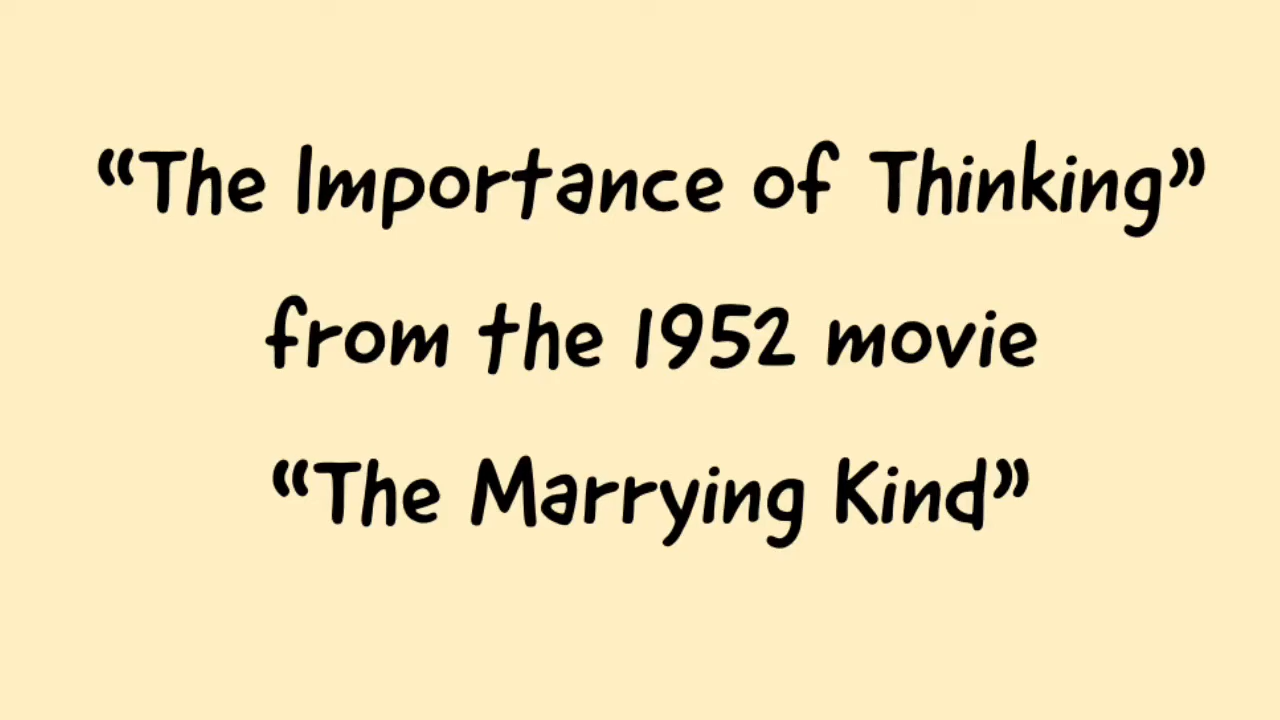 “The Importance of Thinking”
from the 1952 movie
“The Marrying Kind”